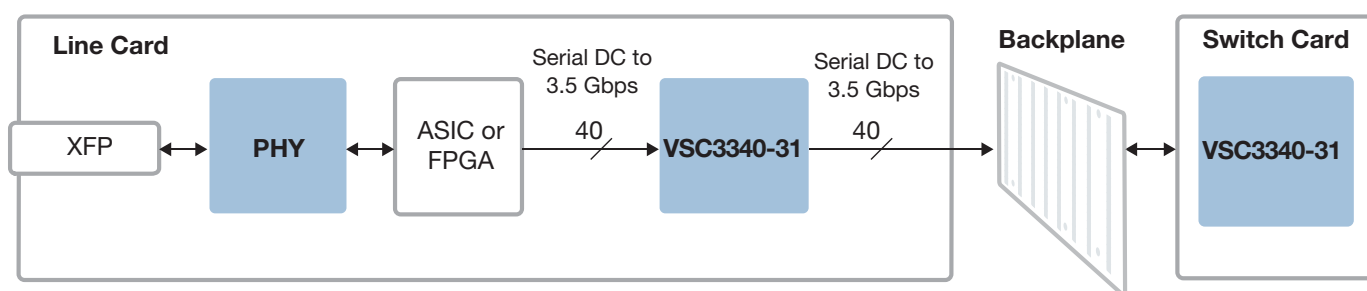 Line Card
XFP
PHY
ASIC or
FPGA
Serial DC to
3.5 Gbps
40
VSC3340-31
Serial DC to
3.5 Gbps
40
Backplane
Switch Card
VSC3340-31